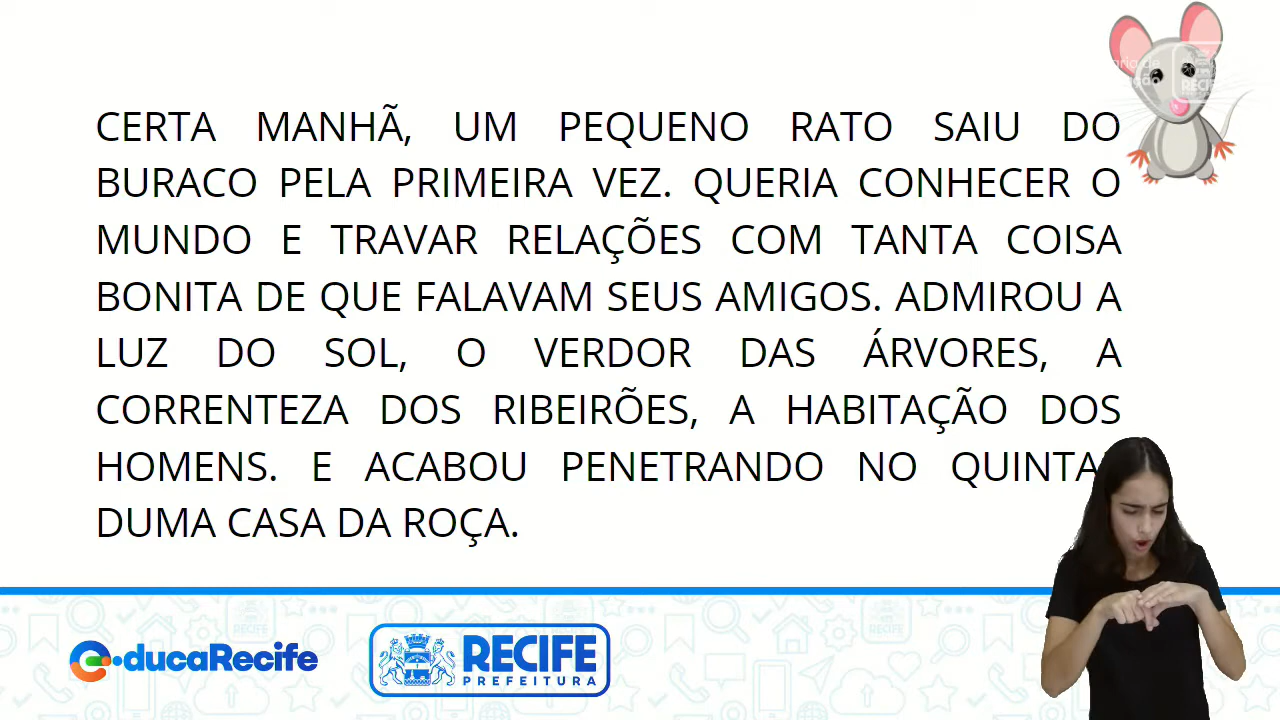 CERTA MANHÃ, UM PEQUENO RATO SAIU DO
BURACO PELA PRIMEIRA VEZ. QUERIA CONHECER O
MUNDO E TRAVAR RELAÇÕES COM TANTA COISA
BONITA DE QUE FALAVAM SEUS AMIGOS. ADMIROU A
LUZ DO SOL, O VERDOR DAS ÁRVORES, A
CORRENTEZA DOS RIBEIRÕES, A HABITAÇÃO DOS
HOMENS. E ACABOU PENETRANDO NO
DUMA CASA DA ROÇA.
educaRecife
RECIFE
PREFEITURA